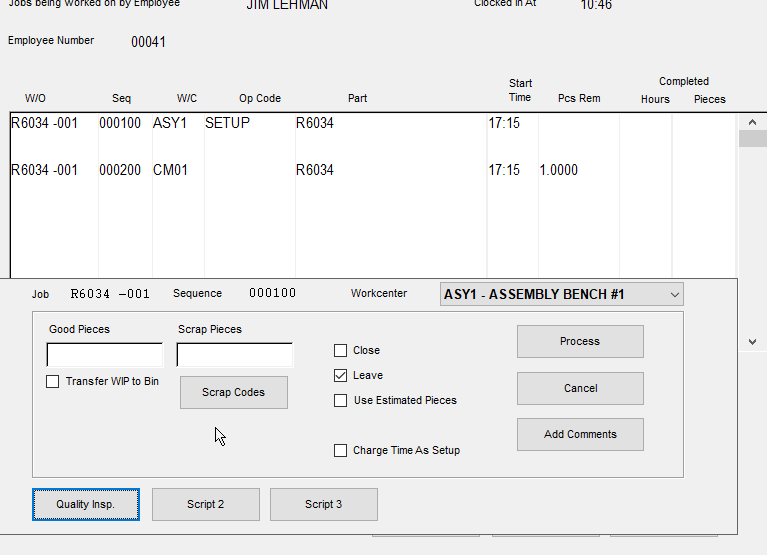 Jobs being Worked on by Employee JIM LEHMAN Clocked In At 10:46
Employee Number 00041
Completed
W/O Seq W/C Op Code Part Start Time Pcs Rem Hours Pieces
R6034 -001 000100 ASY1 SETUP R6034 17:15
R6034 -001 000200 CM01 R6034 17:15 1.0000
Job R6034 -001 Sequence 000100 Workcenter ASY1 - ASSEMBLY BENCH #1
Good Pieces Scrap Pieces
Process
Close
Transfer WIP to Bin Leave
Scrap Codes Cancel
Use Estimated Pieces
Add Comments
Charge Time As Setup
Quality Insp. Script 2 Script 3